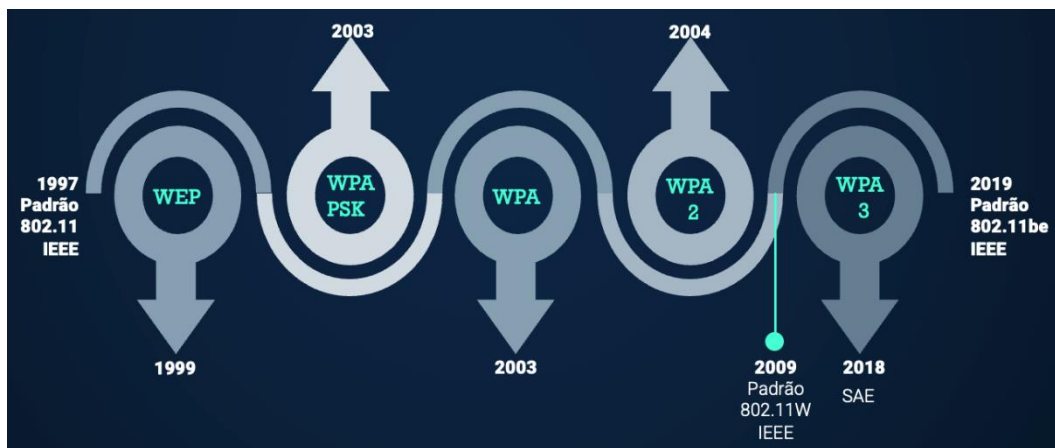 1997
Padrão
802.11
IEEE
WEP
1999
2003
WPA
PSK
WPA
2003
2004
WPA
2
2009
Padrão
802.11W
IEEE
WPA
3
2018
SAE
2019
Padrão
802.11be
IEEE